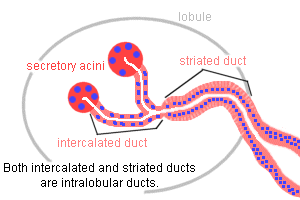 lobule
striated duct
secretory acini
intercalated duct
Both intercalated and striated ducts
are intralobular ducts.